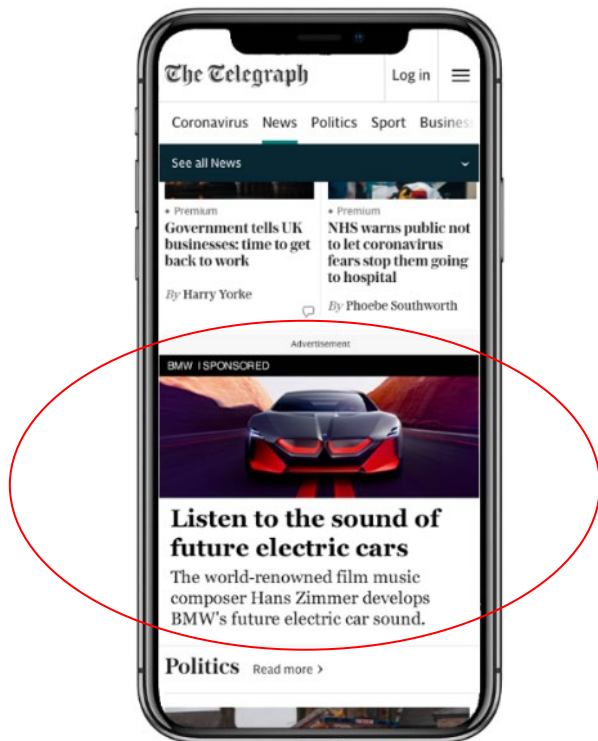 The Telegraph
Log in
Coronavirus News Politics Sport Business
See all News
• Premium
Government tells UK
businesses: time to get
back to work
By Harry Yorke
• Premium
NHS warns public not
to let coronavirus
fears stop them going
to hospital
By Phoebe Southworth
Advertisement
BMW | SPONSORED
Listen to the sound of
future electric cars
The world-renowned film music
composer Hans Zimmer develops
BMW's future electric car sound.
Politics Read more >